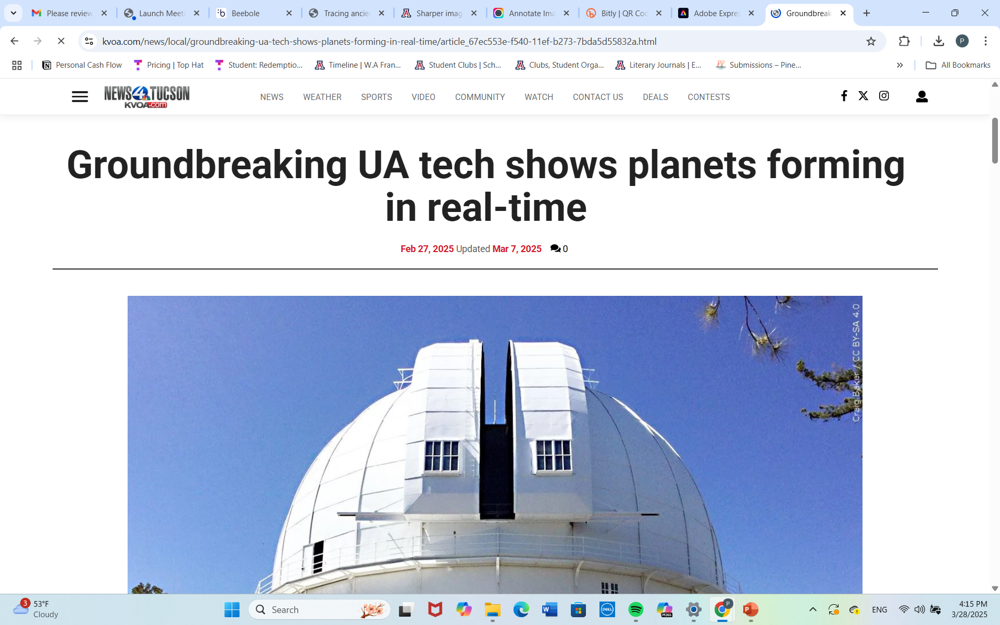 Please review
Launch Meeti
Beebole
Tracing ancie
Sharper imag
Annotate Ima
Bitly | QR Coc
Adobe Expres
Groundbreak
kvoa.com/news/local/groundbreaking-ua-tech-shows-planets-forming-in-real-time/article_67ec553e-f540-11ef-b273-7bda5d55832a.html
P
Personal Cash Flow
Pricing | Top Hat
Student: Redemptio...
Timeline | W.A Fran...
Student Clubs | Sch...
Clubs, Student Orga...
Literary Journals | E...
Submissions – Pine...
All Bookmarks
NEWS 4 TUCSON
KVOA.com
NEWS
WEATHER
SPORTS
VIDEO
COMMUNITY
WATCH
CONTACT US
DEALS
CONTESTS
Groundbreaking UA tech shows planets forming
in real-time
Feb 27, 2025 Updated Mar 7, 2025 0
Craig Baker / CC BY-SA 4.0
3
53°F
Cloudy
Search
DELL
M365
P
ENG
4:15 PM
3/28/2025